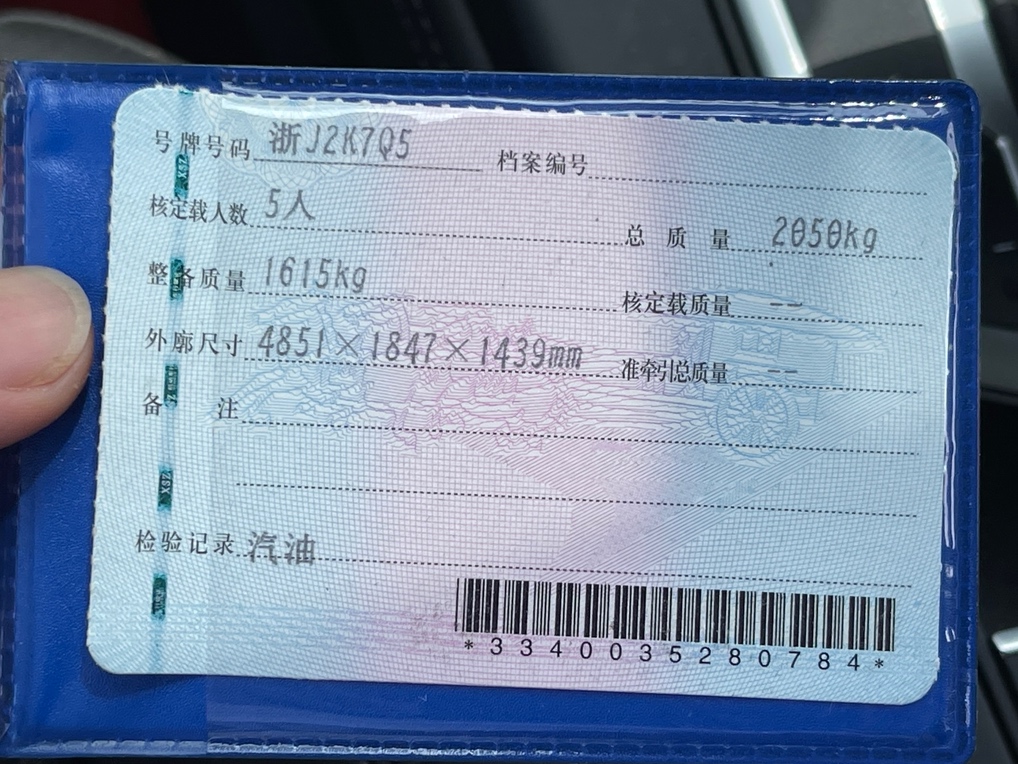 号牌号码 浙J2K7Q5 档案编号
核定载人数 5人 总质量 2050kg
整备质量 1615kg 核定载质量 --
外廓尺寸 4851×1847×1439mm 准牵引总质量 --
备注
检验记录 汽油
*3340035280784*